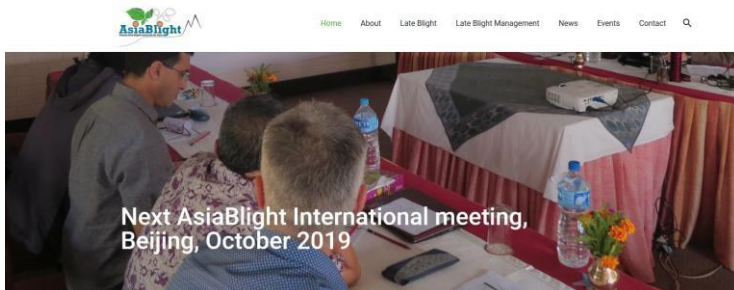 AsiaBlight
Home About Late Blight Late Blight Management News Events Contact
Next AsiaBlight International meeting,
Beijing, October 2019